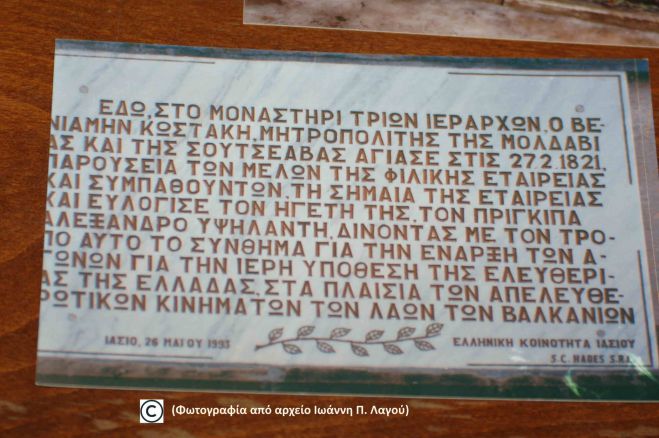 ΕΔΩ, ΣΤΟ ΜΟΝΑΣΤΗΡΙ ΤΡΙΩΝ ΙΕΡΑΡΧΩΝ, Ο ΒΕ-
ΝΙΑΜΗΝ ΚΩΣΤΑΚΗ, ΜΗΤΡΟΠΟΛΙΤΗΣ ΤΗΣ ΜΟΛΔΑΒΙ
ΑΣ ΚΑΙ ΤΗΣ ΣΟΥΤΣΕΑΒΑΣ ΑΓΙΑΣΕ ΣΤΙΣ 27.2.1821,
ΠΑΡΟΥΣΕΙΑ ΤΩΝ ΜΕΛΩΝ ΤΗΣ ΦΙΛΙΚΗΣ ΕΤΑΙΡΕΙΑΣ
ΚΑΙ ΣΥΜΠΑΘΟΥΝΤΩΝ, ΤΗ ΣΗΜΑΙΑ ΤΗΣ ΕΤΑΙΡΕΙΑΣ
ΚΑΙ ΕΥΛΟΓΙΣΕ ΤΟΝ ΗΓΕΤΗ ΤΗΣ, ΤΟΝ ΠΡΙΓΚΙΠΑ
ΑΛΕΞΑΝΔΡΟ ΥΨΗΛΑΝΤΗ, ΔΙΝΟΝΤΑΣ ΜΕ ΤΟΝ ΤΡΟ-
ΠΟ ΑΥΤΟ ΤΟ ΣΥΝΘΗΜΑ ΓΙΑ ΤΗΝ ΕΝΑΡΞΗ ΤΩΝ Α-
ΓΩΝΩΝ ΓΙΑ ΤΗΝ ΙΕΡΗ ΥΠΟΘΕΣΗ ΤΗΣ ΕΛΕΥΘΕΡΙ-
ΑΣ ΤΗΣ ΕΛΛΑΔΑΣ, ΣΤΑ ΠΛΑΙΣΙΑ ΤΩΝ ΑΠΕΛΕΥΘΕ-
ΡΩΤΙΚΩΝ ΚΙΝΗΜΑΤΩΝ ΤΩΝ ΛΑΩΝ ΤΩΝ ΒΑΛΚΑΝΙΩΝ
ΙΑΣΙΟ, 26 ΜΑΙΟΥ 1993
ΕΛΛΗΝΙΚΗ ΚΟΙΝΟΤΗΤΑ ΙΑΣΙΟΥ
S.C. HADES S.R.L.
© (Φωτογραφία από αρχείο Ιωάννη Π. Λαγού)